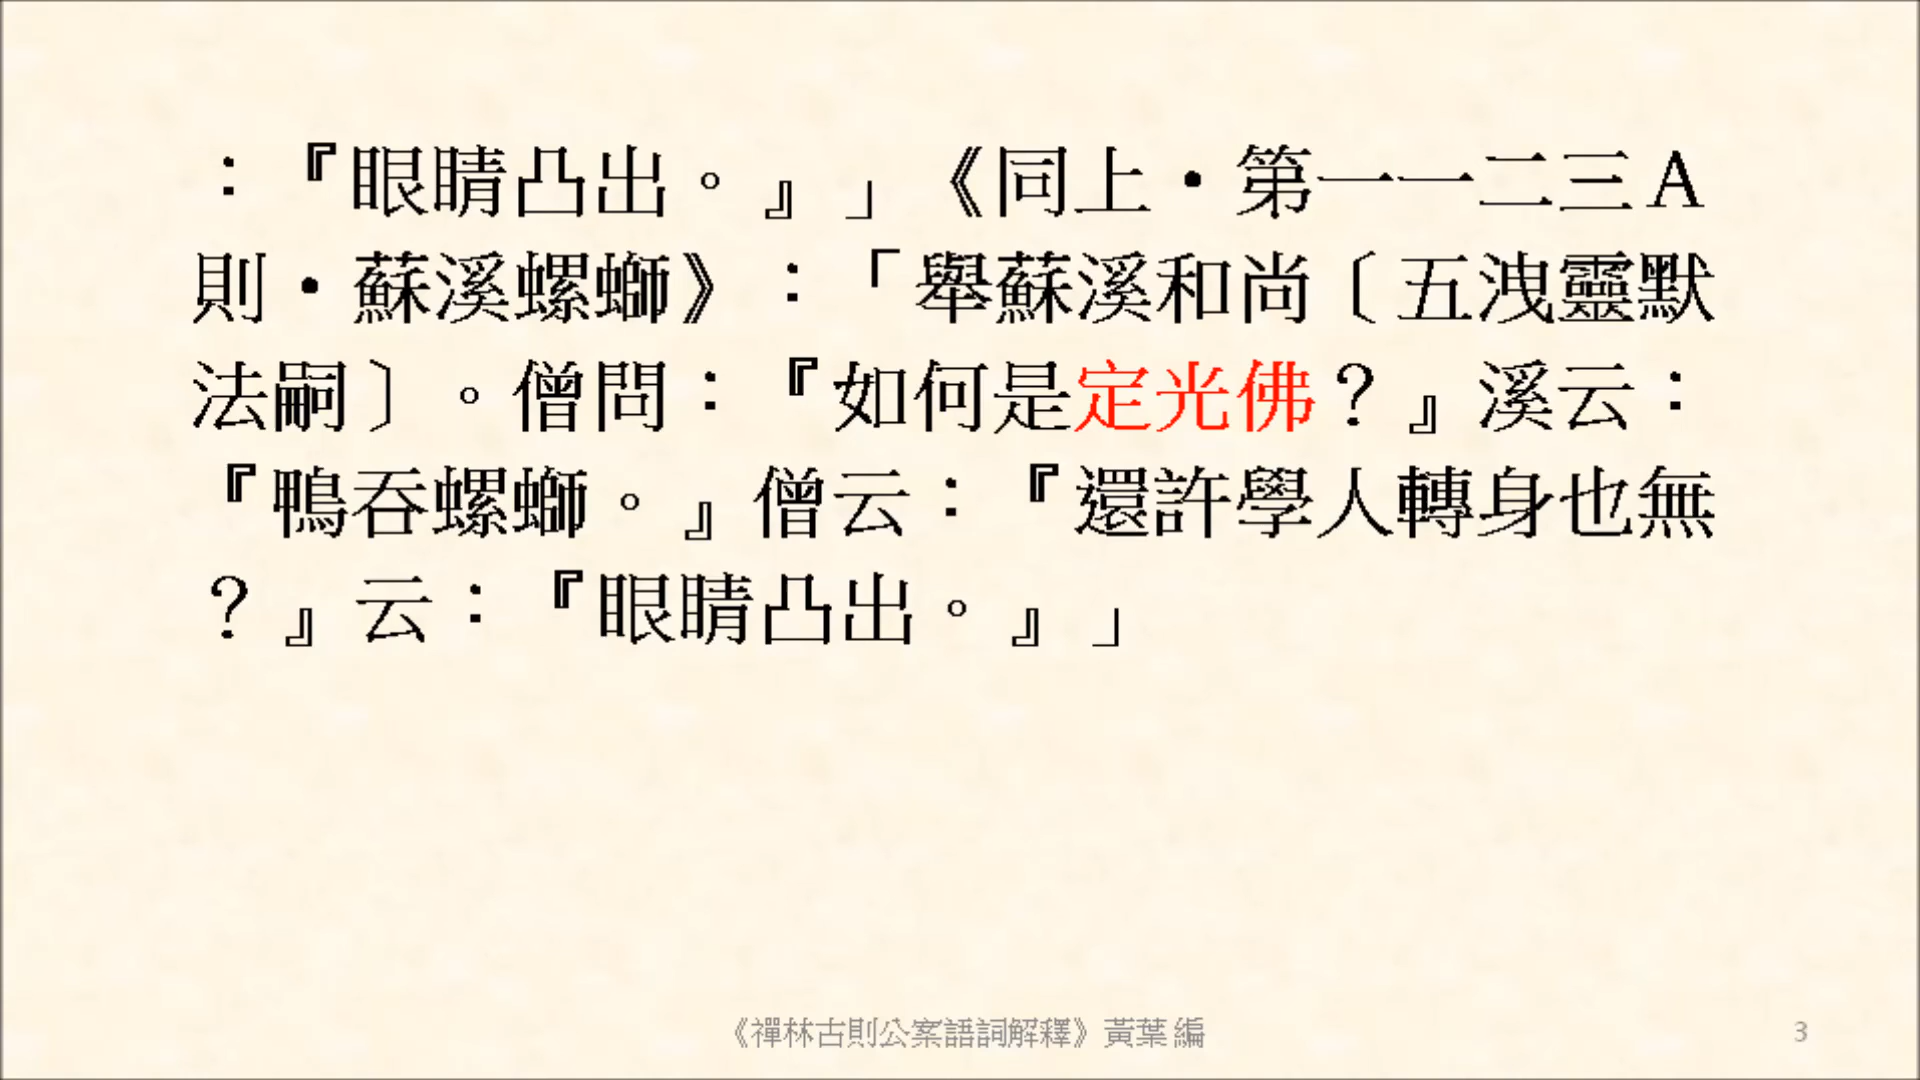 ：『眼睛凸出。』」《同上・第一一二三Ａ
則・蘇溪螺螄》：「舉蘇溪和尚〔五洩靈默
法嗣〕。僧問：『如何是定光佛？』溪云：
『鴨吞螺螄。』僧云：『還許學人轉身也無
？』云：『眼睛凸出。』」
《禪林古則公案語詞解釋》黃葉 編
3